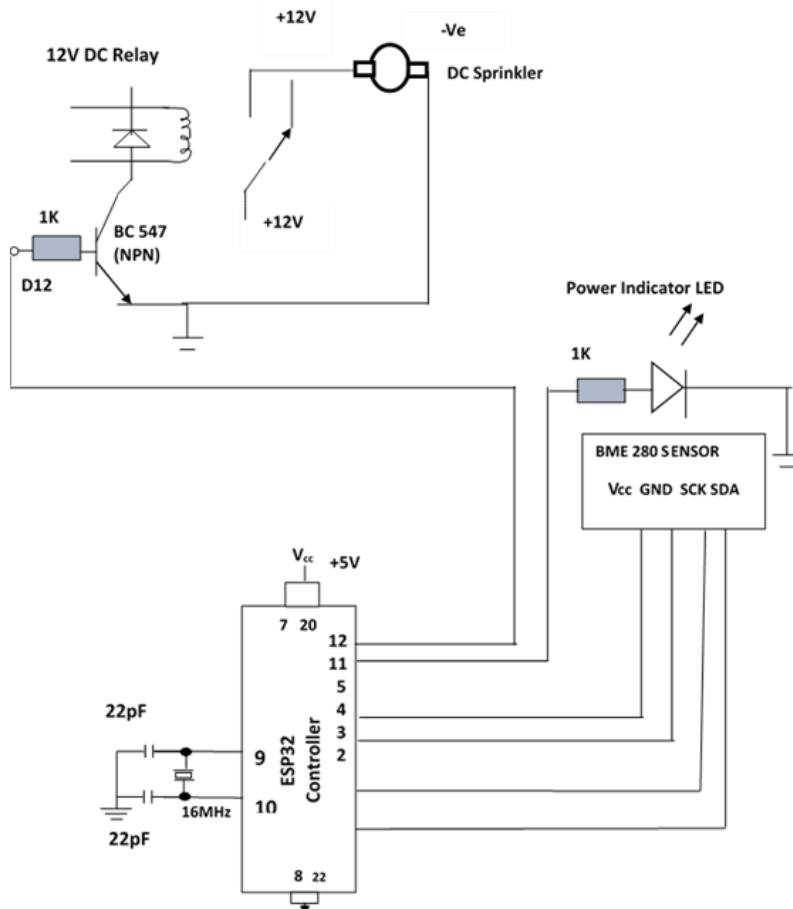 +12V
-Ve
12V DC Relay
DC Sprinkler
1K
BC 547
(NPN)
+12V
D12
Power Indicator LED
1K
BME 280 SENSOR
Vcc GND SCK SDA
Vcc +5V
7 20
12
11
5
4
3
2
ESP32
Controller
22pF
9
10
16MHz
22pF
8 22